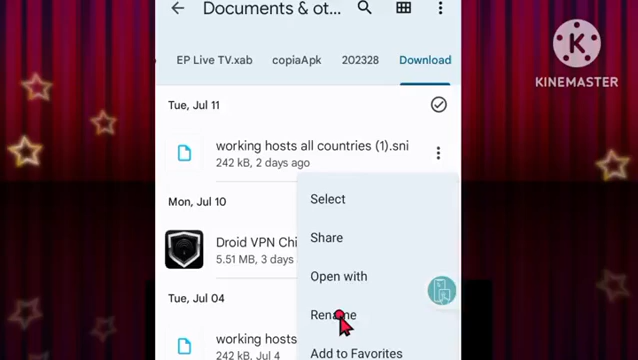 Documents & ot...
KINEMASTER
EP Live TV.xab
copiaApk
202328
Download
Tue, Jul 11
working hosts all countries (1).sni
242 kB, 2 days ago
Select
Mon, Jul 10
Share
Droid VPN Chi
5.51 MB, 3 days
Open with
Tue, Jul 04
Rename
working hosts
242 kB, Jul 4
Add to Favorites